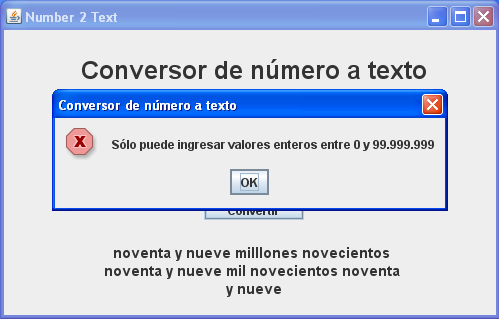 Number 2 Text
Conversor de número a texto
Conversor de número a texto
Sólo puede ingresar valores enteros entre 0 y 99.999.999
OK
Convertir
noventa y nueve milllones novecientos
noventa y nueve mil novecientos noventa
y nueve